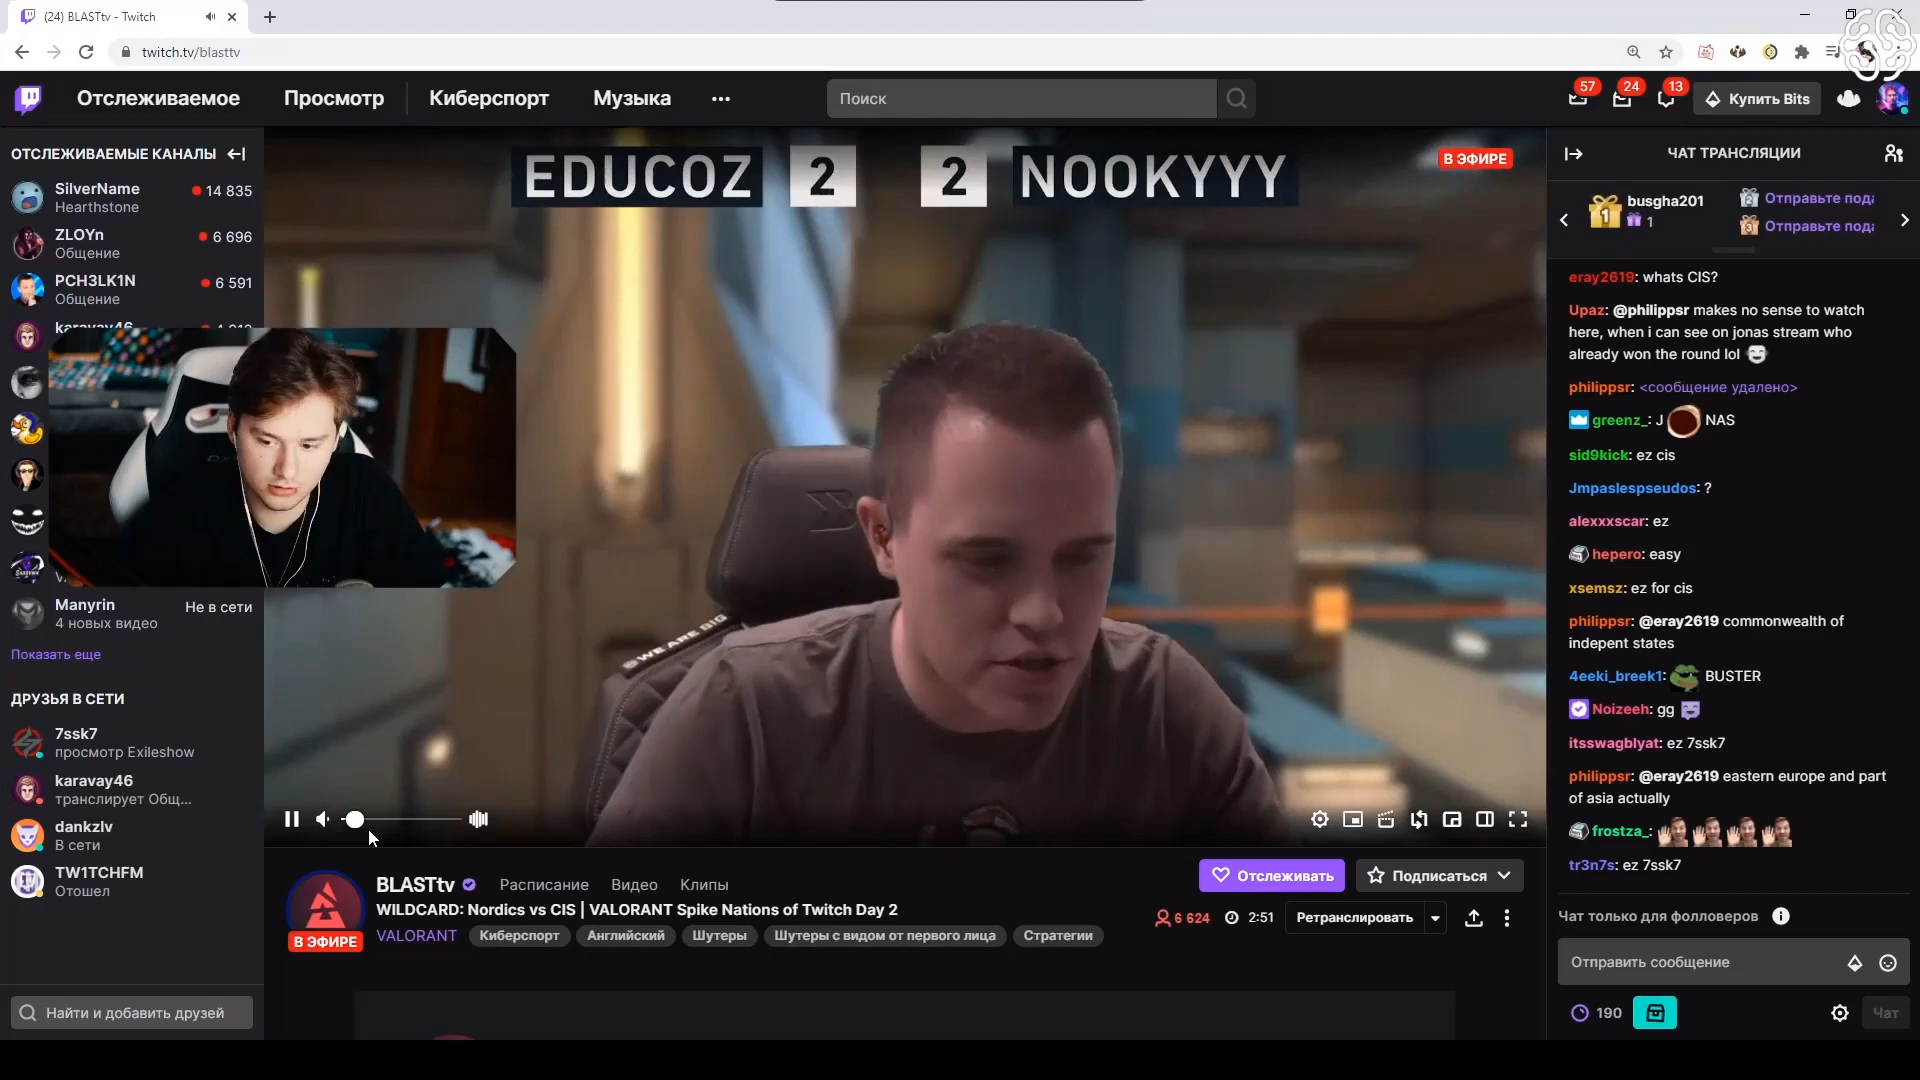 (24) BLASTtv - Twitch
twitch.tv/blasttv
Отслеживаемое
Просмотр
Киберспорт
Музыка
Поиск
57
24
13
Купить Bits
ОТСЛЕЖИВАЕМЫЕ КАНАЛЫ
SilverName
14 835
Hearthstone
ZLOYn
6 696
Общение
PCH3LK1N
6 591
Общение
karavay46
Manyrin
Не в сети
4 новых видео
Показать еще
ДРУЗЬЯ В СЕТИ
7ssk7
просмотр Exileshow
karavay46
транслирует Общ...
dankzlv
В сети
TW1TCHFM
Отошел
Найти и добавить друзей
EDUCOZ 2 2 NOOKYYY
В ЭФИРЕ
WE ARE BIG
BLASTtv
Расписание
Видео
Клипы
Отслеживать
Подписаться
WILDCARD: Nordics vs CIS | VALORANT Spike Nations of Twitch Day 2
6 624
2:51
Ретранслировать
В ЭФИРЕ
VALORANT
Киберспорт
Английский
Шутеры
Шутеры с видом от первого лица
Стратегии
ЧАТ ТРАНСЛЯЦИИ
1
busgha201
1
2
Отправьте пода
3
Отправьте пода
eray2619: whats CIS?
Upaz: @philippsr makes no sense to watch
here, when i can see on jonas stream who
already won the round lol
philippsr: <сообщение удалено>
greenz_: J NAS
sid9kick: ez cis
Jmpaslespseudos: ?
alexxxscar: ez
hepero: easy
xsemsz: ez for cis
philippsr: @eray2619 commonwealth of
indepent states
4eeki_breek1: BUSTER
Noizeeh: gg
itsswagblyat: ez 7ssk7
philippsr: @eray2619 eastern europe and part
of asia actually
frostza_:
tr3n7s: ez 7ssk7
Чат только для фолловеров
Отправить сообщение
190
Чат